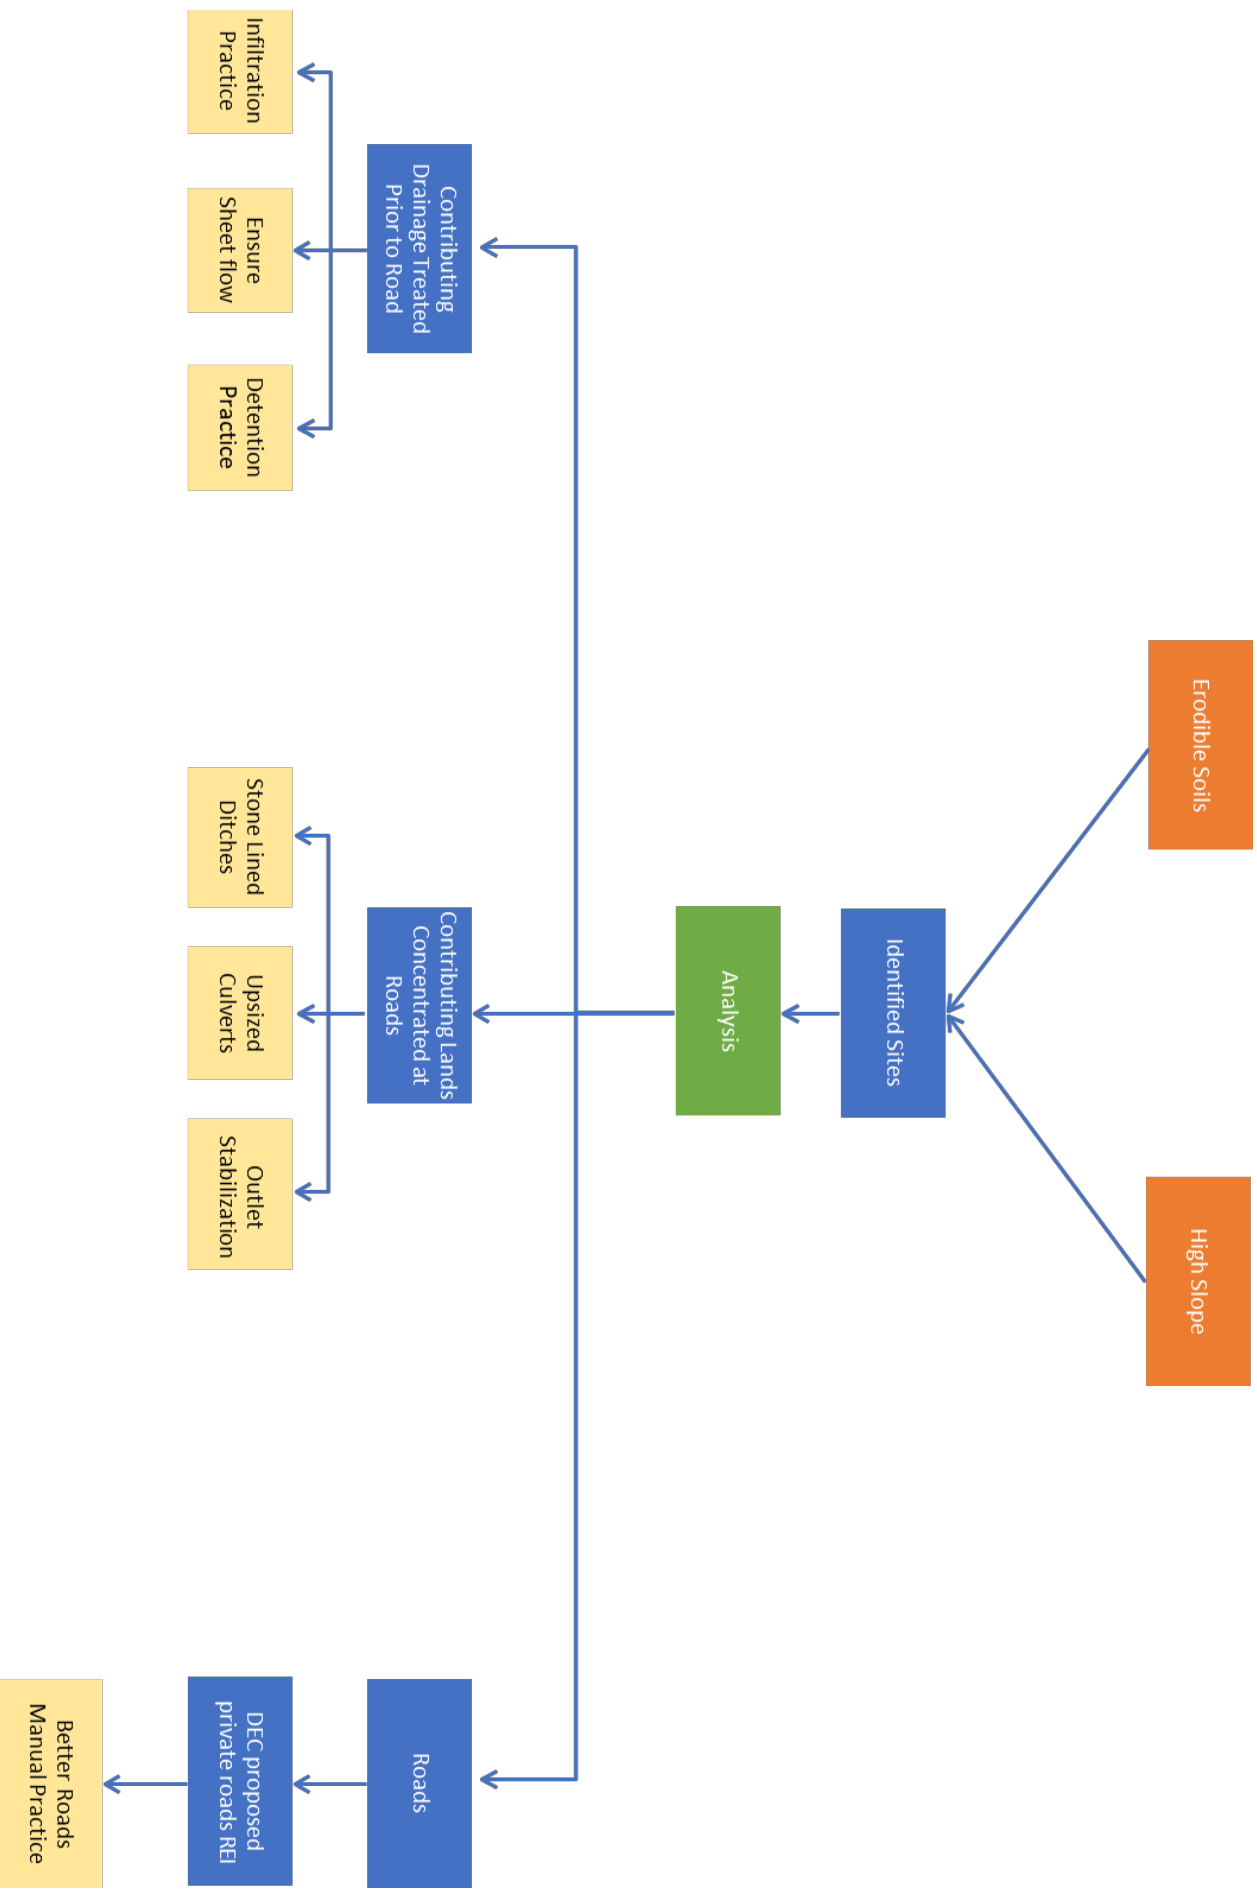 Erodible Soils
High Slope
Identified Sites
Analysis
Contributing
Drainage Treated
Prior to Road
Contributing Lands
Concentrated at
Roads
Roads
Infiltration
Practice
Ensure
Sheet flow
Detention
Practice
Stone Lined
Ditches
Upsized
Culverts
Outlet
Stabilization
DEC proposed
private roads REI
Better Roads
Manual Practice